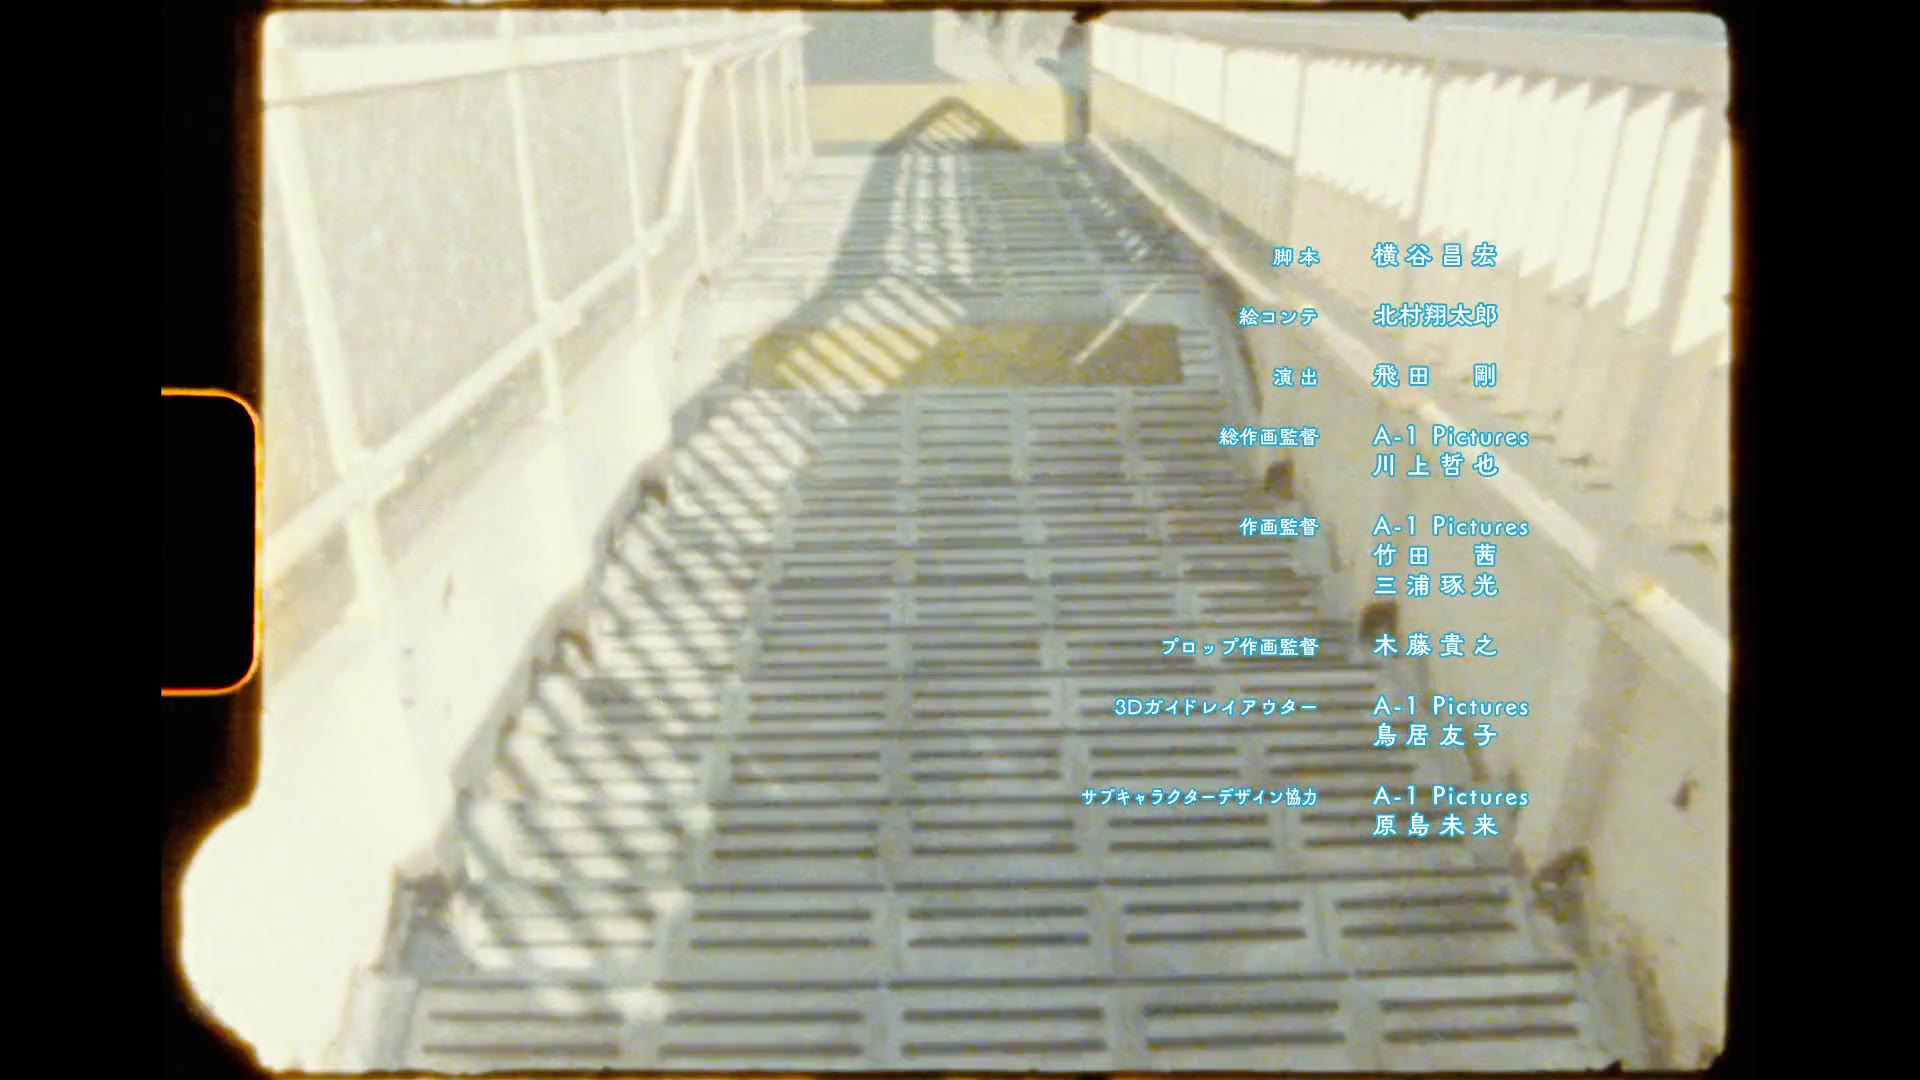 脚本 横谷昌宏
絵コンテ 北村翔太郎
演出 飛田 剛
総作画監督 A-1 Pictures
川上哲也
作画監督 A-1 Pictures
竹田 茜
三浦琢光
プロップ作画監督 木藤貴之
3Dガイドレイアウター A-1 Pictures
鳥居友子
サブキャラクターデザイン協力 A-1 Pictures
原島未来